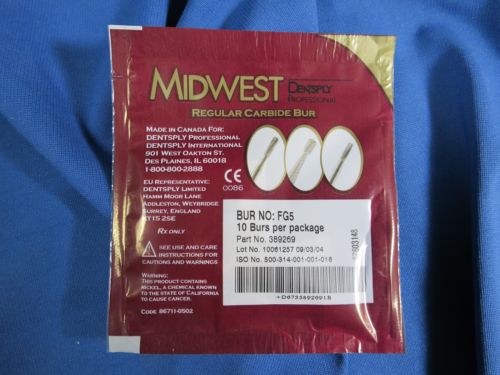 MIDWEST DENTSPLY
PROFESSIONAL
REGULAR CARBIDE BUR
MADE IN CANADA FOR:
DENTSPLY PROFESSIONAL
DENTSPLY INTERNATIONAL
901 WEST OAKTON ST.
DES PLAINES, IL 60018
1-800-800-2888
CE
0086
EU REPRESENTATIVE:
DENTSPLY LIMITED
HAMM MOOR LANE
ADDLESTON, WEYBRIDGE
SURREY, ENGLAND
KT15 2SE
RX ONLY
SEE USE AND CARE
INSTRUCTIONS FOR
CAUTIONS AND WARNINGS
WARNING:
THIS PRODUCT CONTAINS
NICKEL, A CHEMICAL KNOWN
TO THE STATE OF CALIFORNIA
TO CAUSE CANCER.
CODE 86711-0502
BUR NO: FG5
10 Burs per package
Part No. 389269
Lot No. 10061257 09/03/04
ISO No. 500-314-001-001-016